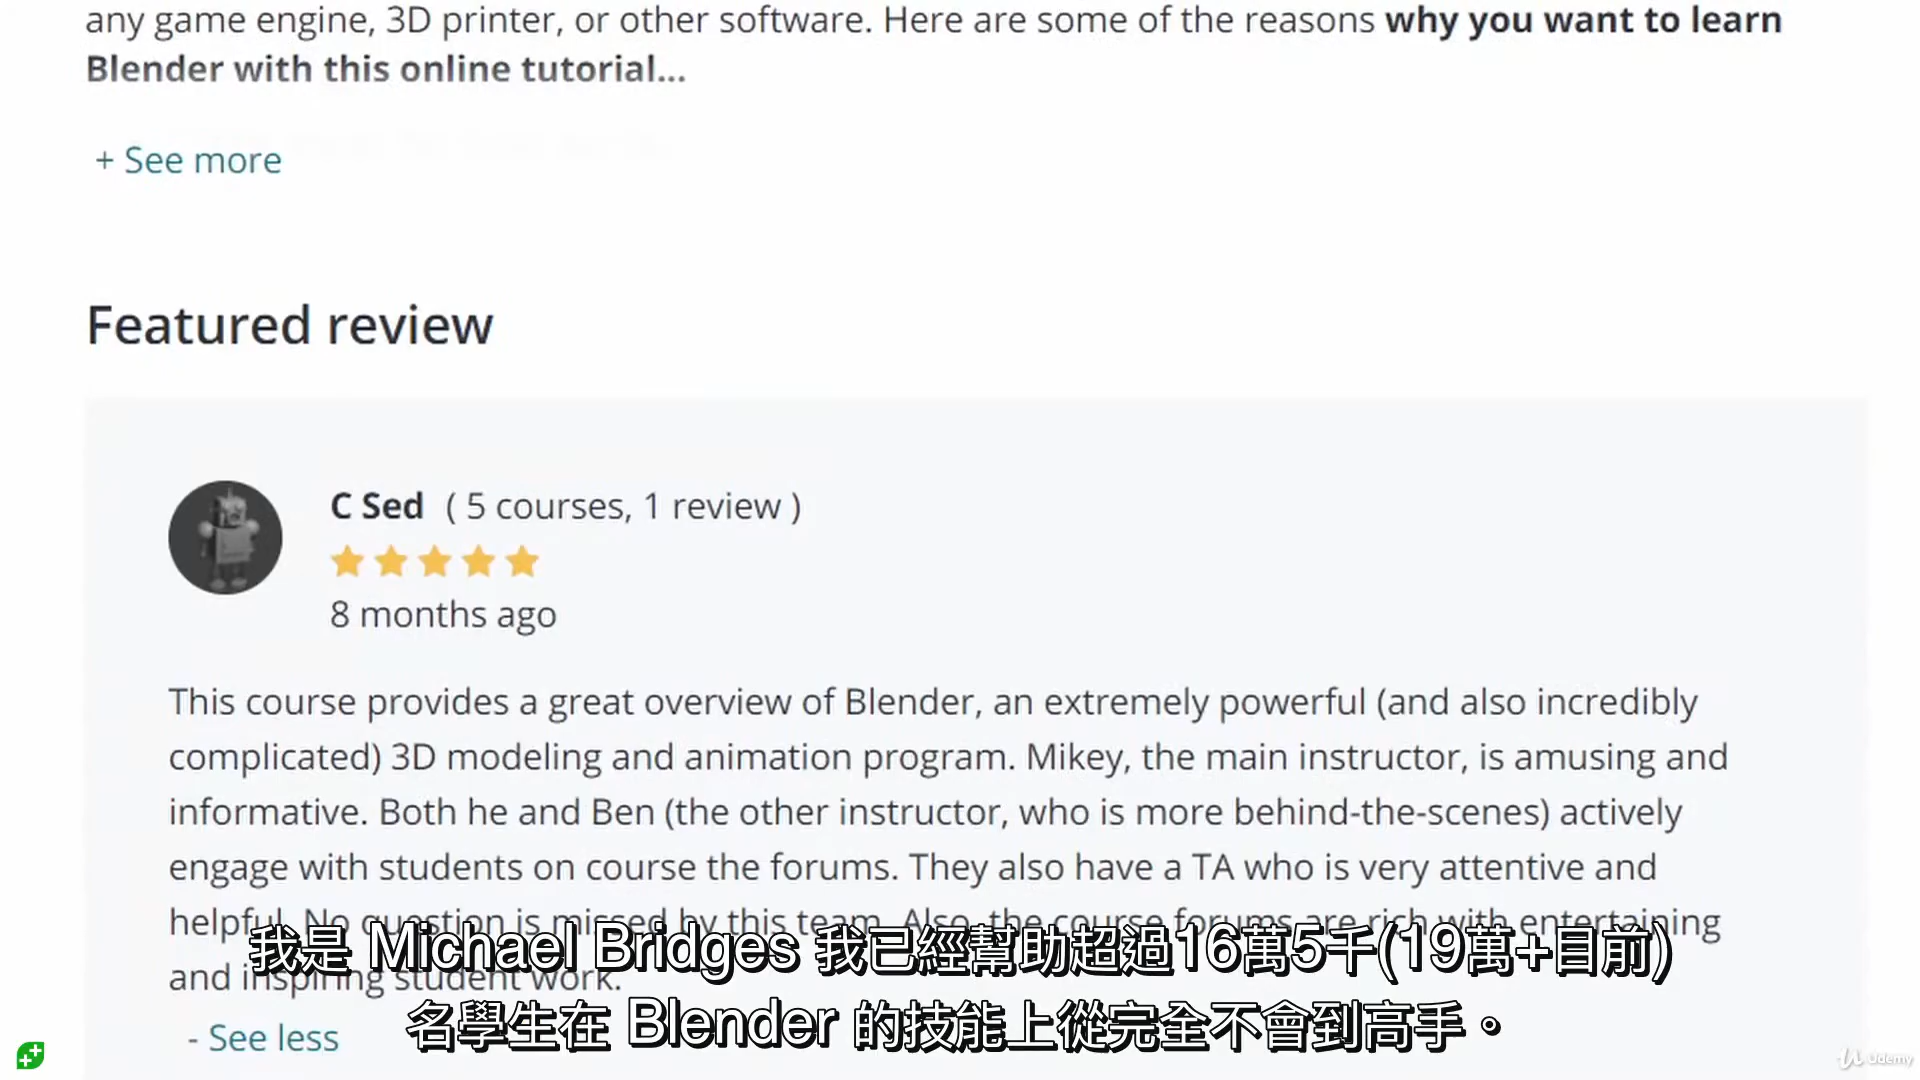 any game engine, 3D printer, or other software. Here are some of the reasons why you want to learn
Blender with this online tutorial...
+ See more
Featured review
C Sed ( 5 courses, 1 review )
8 months ago
This course provides a great overview of Blender, an extremely powerful (and also incredibly
complicated) 3D modeling and animation program. Mikey, the main instructor, is amusing and
informative. Both he and Ben (the other instructor, who is more behind-the-scenes) actively
engage with students on course the forums. They also have a TA who is very attentive and
helpful. No question is missed by this team. Also, the course forums are rich with entertaining
and inspiring student work.
我是 Michael Bridges 我已經幫助超過16萬5千(19萬+目前)
名學生在 Blender 的技能上從完全不會到高手。
- See less
Udemy